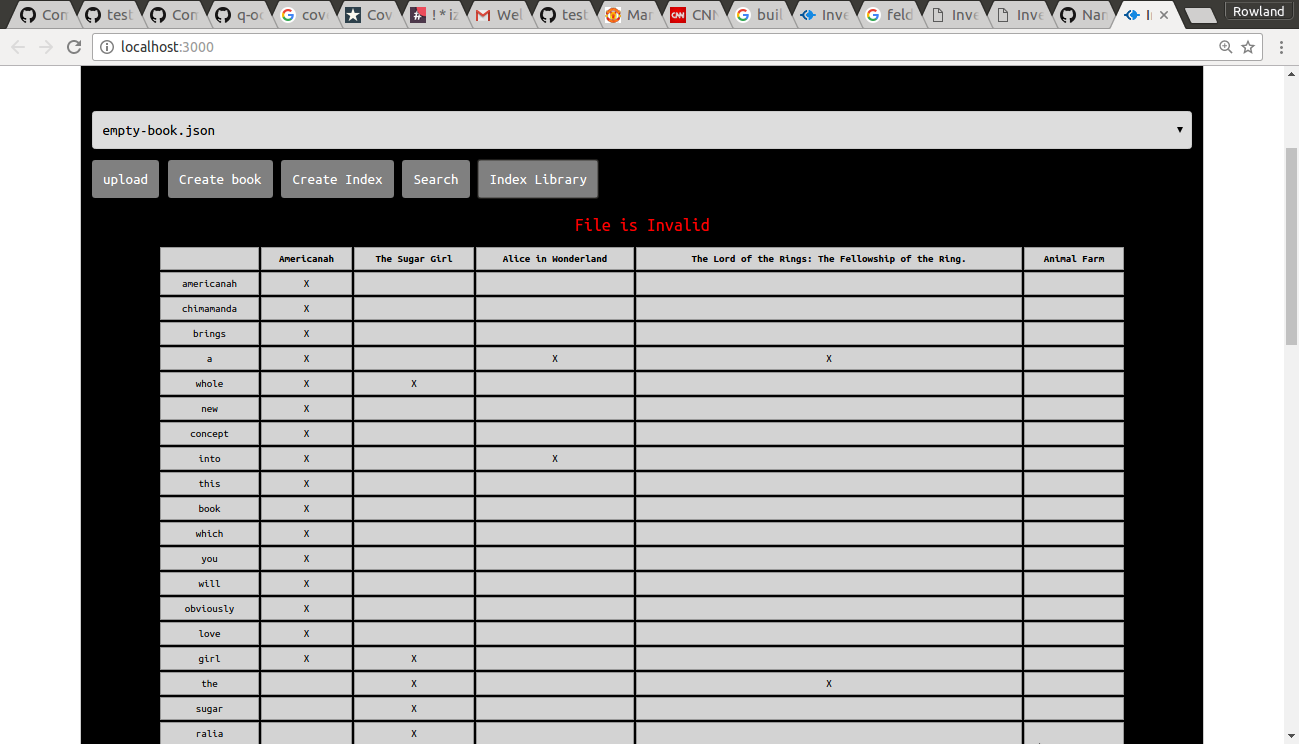 Con test Con q-oc cove Cov !*iz Wel test Mar CNN buil Inve feld Inve Inve Nar Rowland
localhost:3000
empty-book.json
upload Create book Create Index Search Index Library
File is Invalid
Americanah The Sugar Girl Alice in Wonderland The Lord of the Rings: The Fellowship of the Ring. Animal Farm
americanah X
chimamanda X
brings X
a X X X
whole X X
new X
concept X
into X X
this X
book X
which X
you X
will X
obviously X
love X
girl X X
the X X
sugar X
ralia X